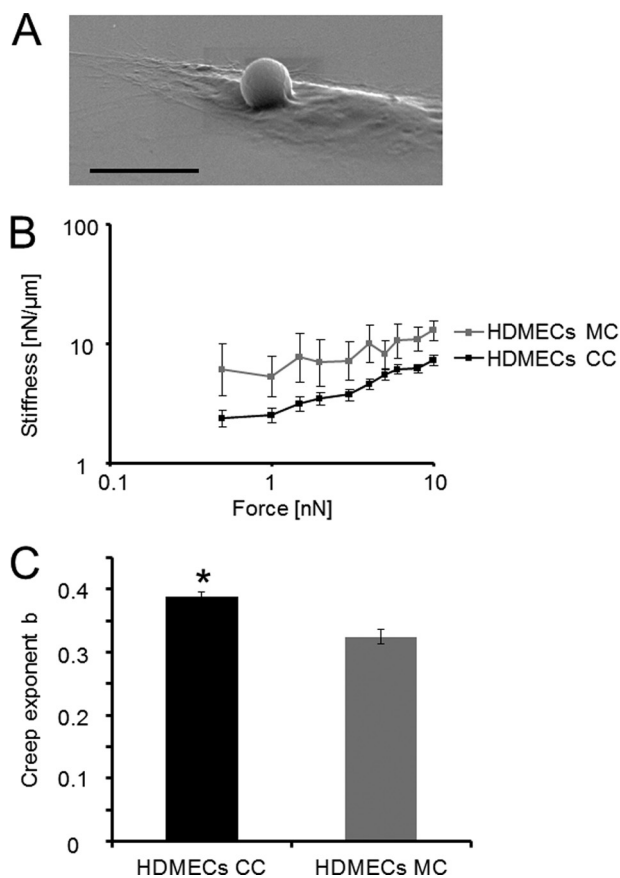 A
B
Stiffness [nN/µm]
100
10
1
0.1
1
10
Force [nN]
HDMECs MC
HDMECs CC
C
Creep exponent b
0.4
0.3
0.2
0.1
0
*
HDMECs CC
HDMECs MC